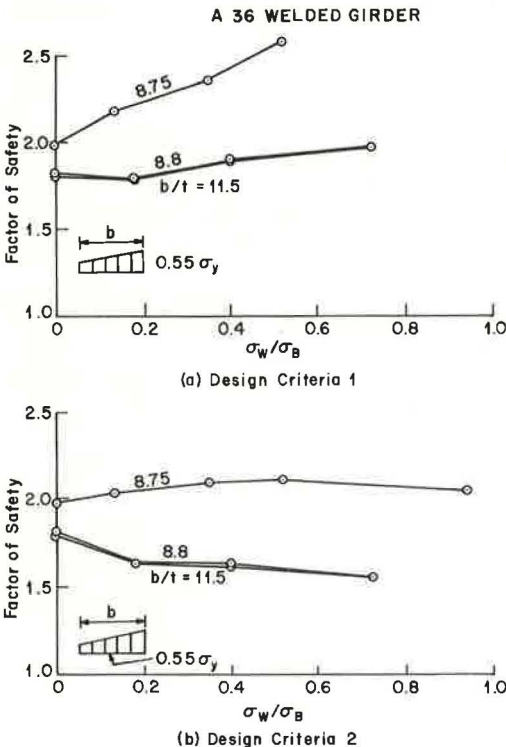 A 36 WELDED GIRDER
2.5
2.0
1.5
1.0
Factor of Safety
8.75
8.8
b/t = 11.5
b
0.55 σy
0 0.2 0.4 0.6 0.8 1.0
σW/σB
(a) Design Criteria 1
2.5
2.0
1.5
1.0
Factor of Safety
8.75
8.8
b/t = 11.5
b
0.55 σy
0 0.2 0.4 0.6 0.8 1.0
σW/σB
(b) Design Criteria 2